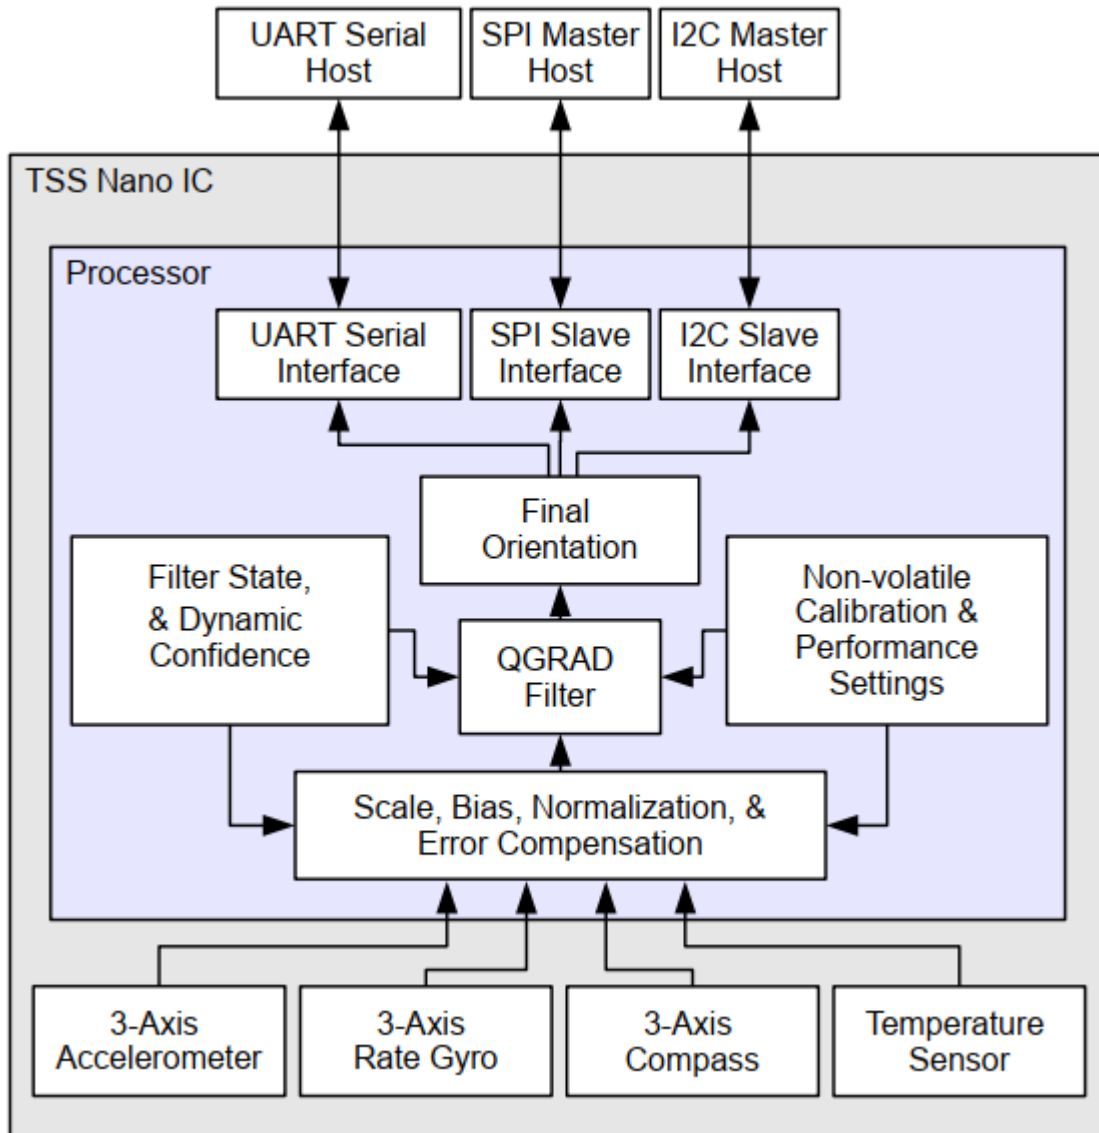 UART Serial
Host
SPI Master
Host
I2C Master
Host
TSS Nano IC
Processor
UART Serial
Interface
SPI Slave
Interface
I2C Slave
Interface
Final
Orientation
Filter State,
& Dynamic
Confidence
QGRAD
Filter
Non-volatile
Calibration &
Performance
Settings
Scale, Bias, Normalization, &
Error Compensation
3-Axis
Accelerometer
3-Axis
Rate Gyro
3-Axis
Compass
Temperature
Sensor